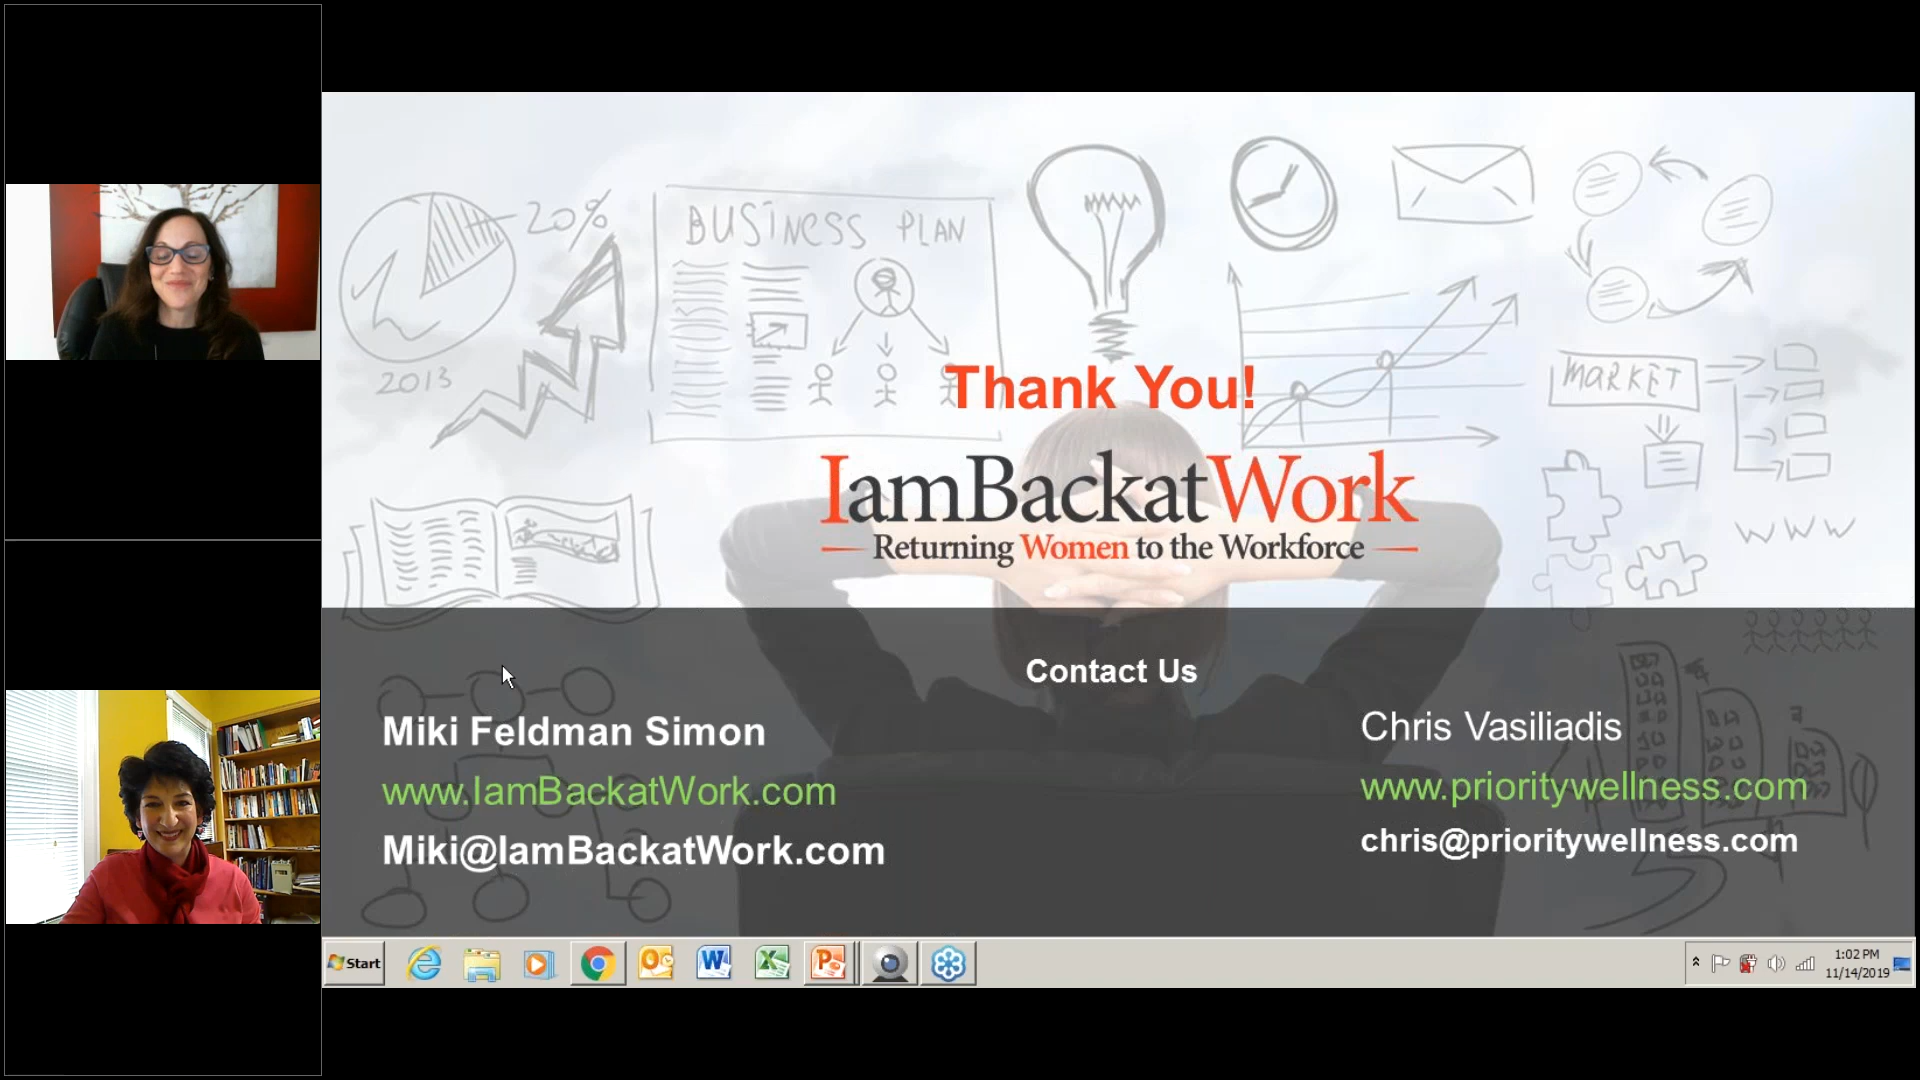 20%
BUSINESS PLAN
2013
MARKET
WWW
Thank You!
IamBackatWork
Returning Women to the Workforce
Contact Us
Miki Feldman Simon
www.IamBackatWork.com
Miki@IamBackatWork.com
Chris Vasiliadis
www.prioritywellness.com
chris@prioritywellness.com
Start
1:02 PM
11/14/2019